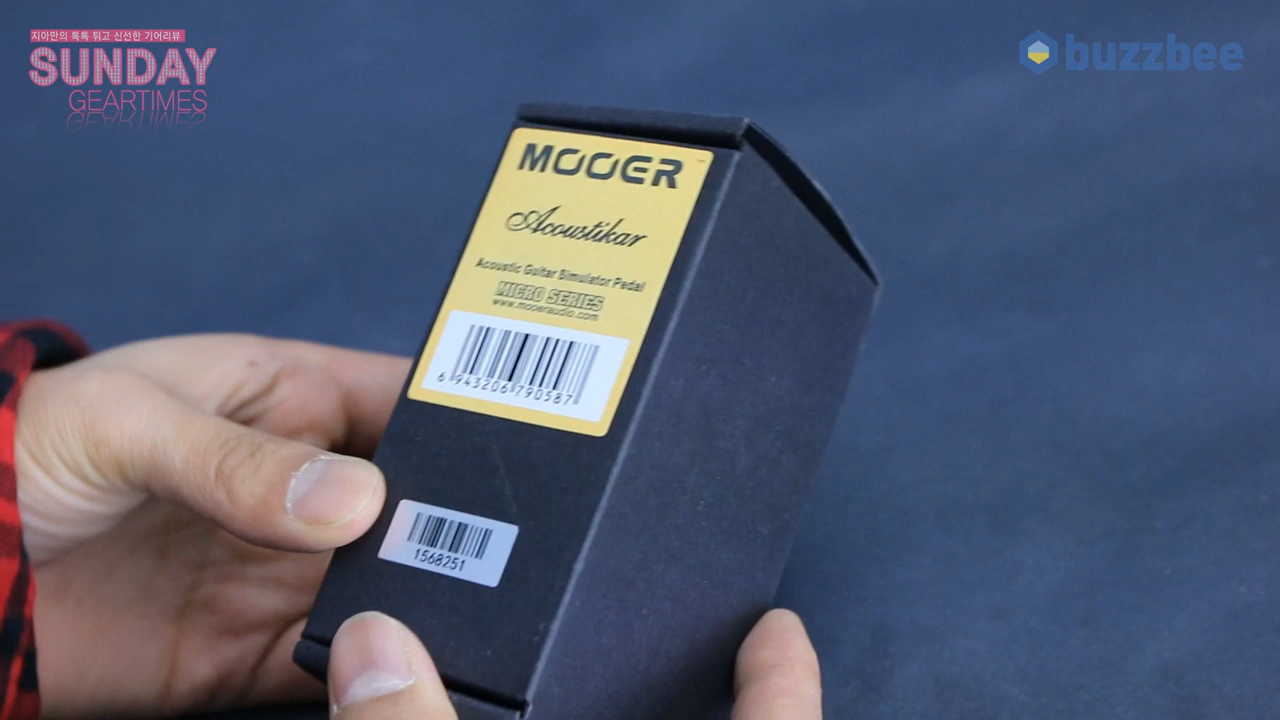 지아만의 톡톡 튀고 신선한 기어리뷰
SUNDAY
GEARTIMES
buzzbee
MOOER
Acoustikar
Acoustic Guitar Simulator Pedal
MICRO SERIES
www.mooeraudio.com
6 943206 790587
1568251